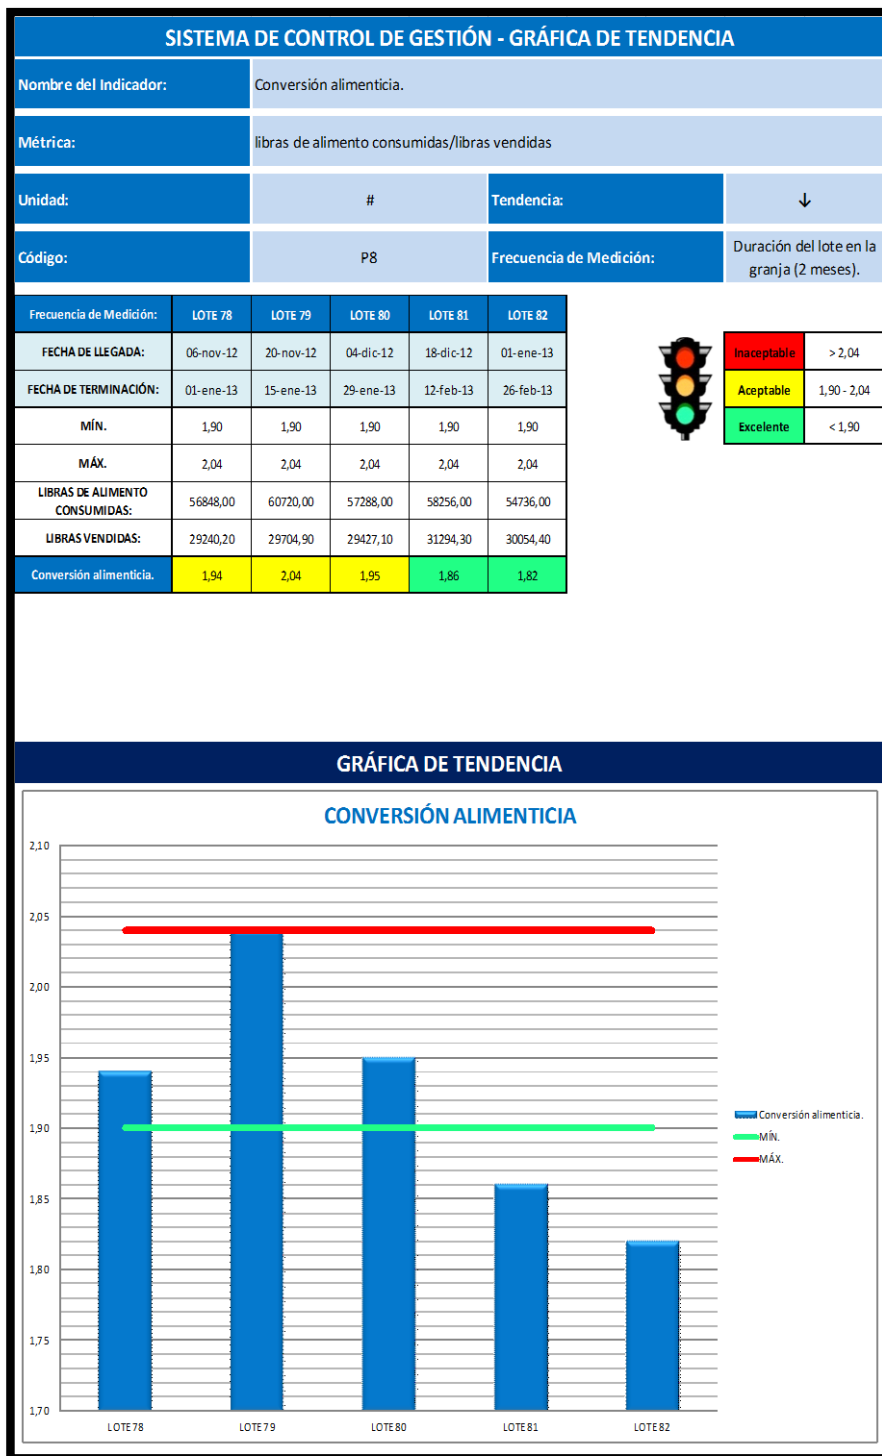 SISTEMA DE CONTROL DE GESTIÓN - GRÁFICA DE TENDENCIA
Nombre del Indicador: Conversión alimenticia.
Métrica: libras de alimento consumidas/libras vendidas
Unidad: # Tendencia: ↓
Código: P8 Frecuencia de Medición: Duración del lote en la
granja (2 meses).
Frecuencia de Medición: LOTE 78 LOTE 79 LOTE 80 LOTE 81 LOTE 82
FECHA DE LLEGADA: 06-nov-12 20-nov-12 04-dic-12 18-dic-12 01-ene-13
FECHA DE TERMINACIÓN: 01-ene-13 15-ene-13 29-ene-13 12-feb-13 26-feb-13
MÍN. 1,90 1,90 1,90 1,90 1,90
MÁX. 2,04 2,04 2,04 2,04 2,04
LIBRAS DE ALIMENTO
CONSUMIDAS: 56848,00 60720,00 57288,00 58256,00 54736,00
LIBRAS VENDIDAS: 29240,20 29704,90 29427,10 31294,30 30054,40
Conversión alimenticia. 1,94 2,04 1,95 1,86 1,82
Inaceptable > 2,04
Aceptable 1,90 - 2,04
Excelente < 1,90
GRÁFICA DE TENDENCIA
CONVERSIÓN ALIMENTICIA
2,10
2,05
2,00
1,95
1,90
1,85
1,80
1,75
1,70
LOTE 78 LOTE 79 LOTE 80 LOTE 81 LOTE 82
Conversión alimenticia.
MÍN.
MÁX.